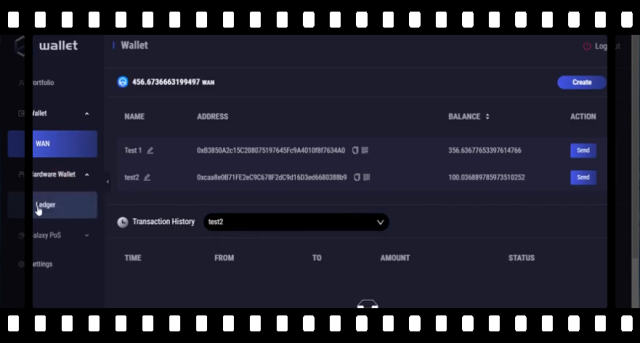 wallet
Wallet
Log
ortfolio
456.6736663199497 WAN
Create
allet
NAME ADDRESS BALANCE ACTION
WAN
Test 1 0xB3850A2c15C208075197645Fc9A4010f8f7634A0 356.63677653397614766 Send
ardware Wallet
test2 0xcaa8e0B71FE2eC9C678F2dC9d16D3ed6680388b9 100.036889785973510252 Send
Ledger
Transaction History test2
alaxy PoS
TIME FROM TO AMOUNT STATUS
ettings